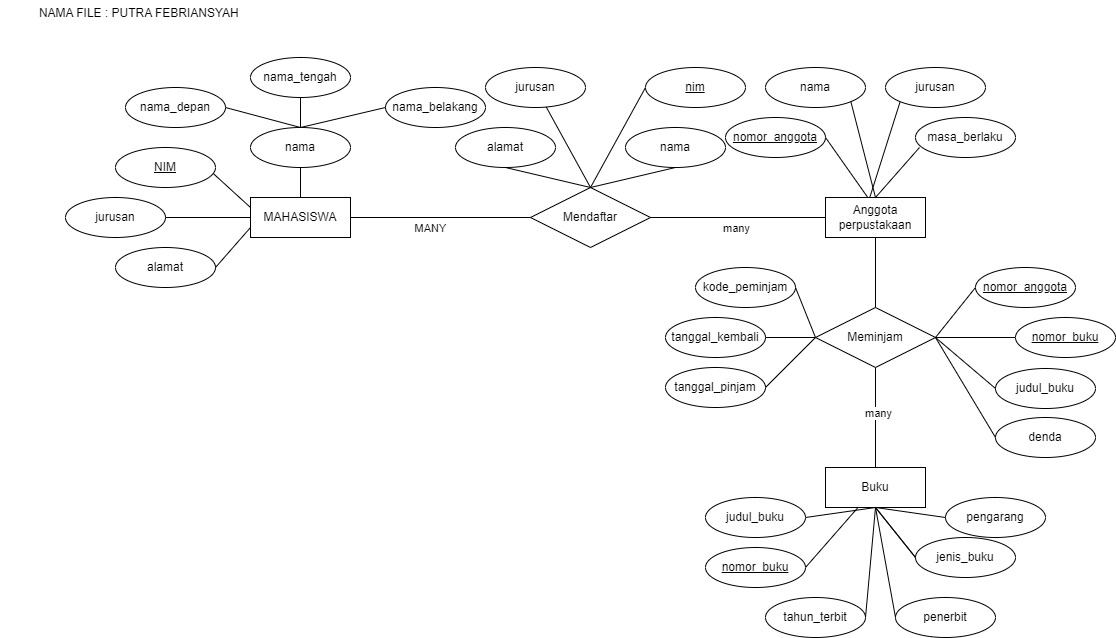 NAMA FILE : PUTRA FEBRIANSYAH
nama_tengah
nama_depan
nama_belakang
nama
NIM
jurusan
alamat
MAHASISWA
MANY
jurusan
nim
alamat
nama
Mendaftar
many
nama
jurusan
nomor_anggota
masa_berlaku
Anggota
perpustakaan
kode_peminjam
tanggal_kembali
tanggal_pinjam
Meminjam
nomor_anggota
nomor_buku
judul_buku
denda
many
Buku
judul_buku
pengarang
nomor_buku
jenis_buku
tahun_terbit
penerbit